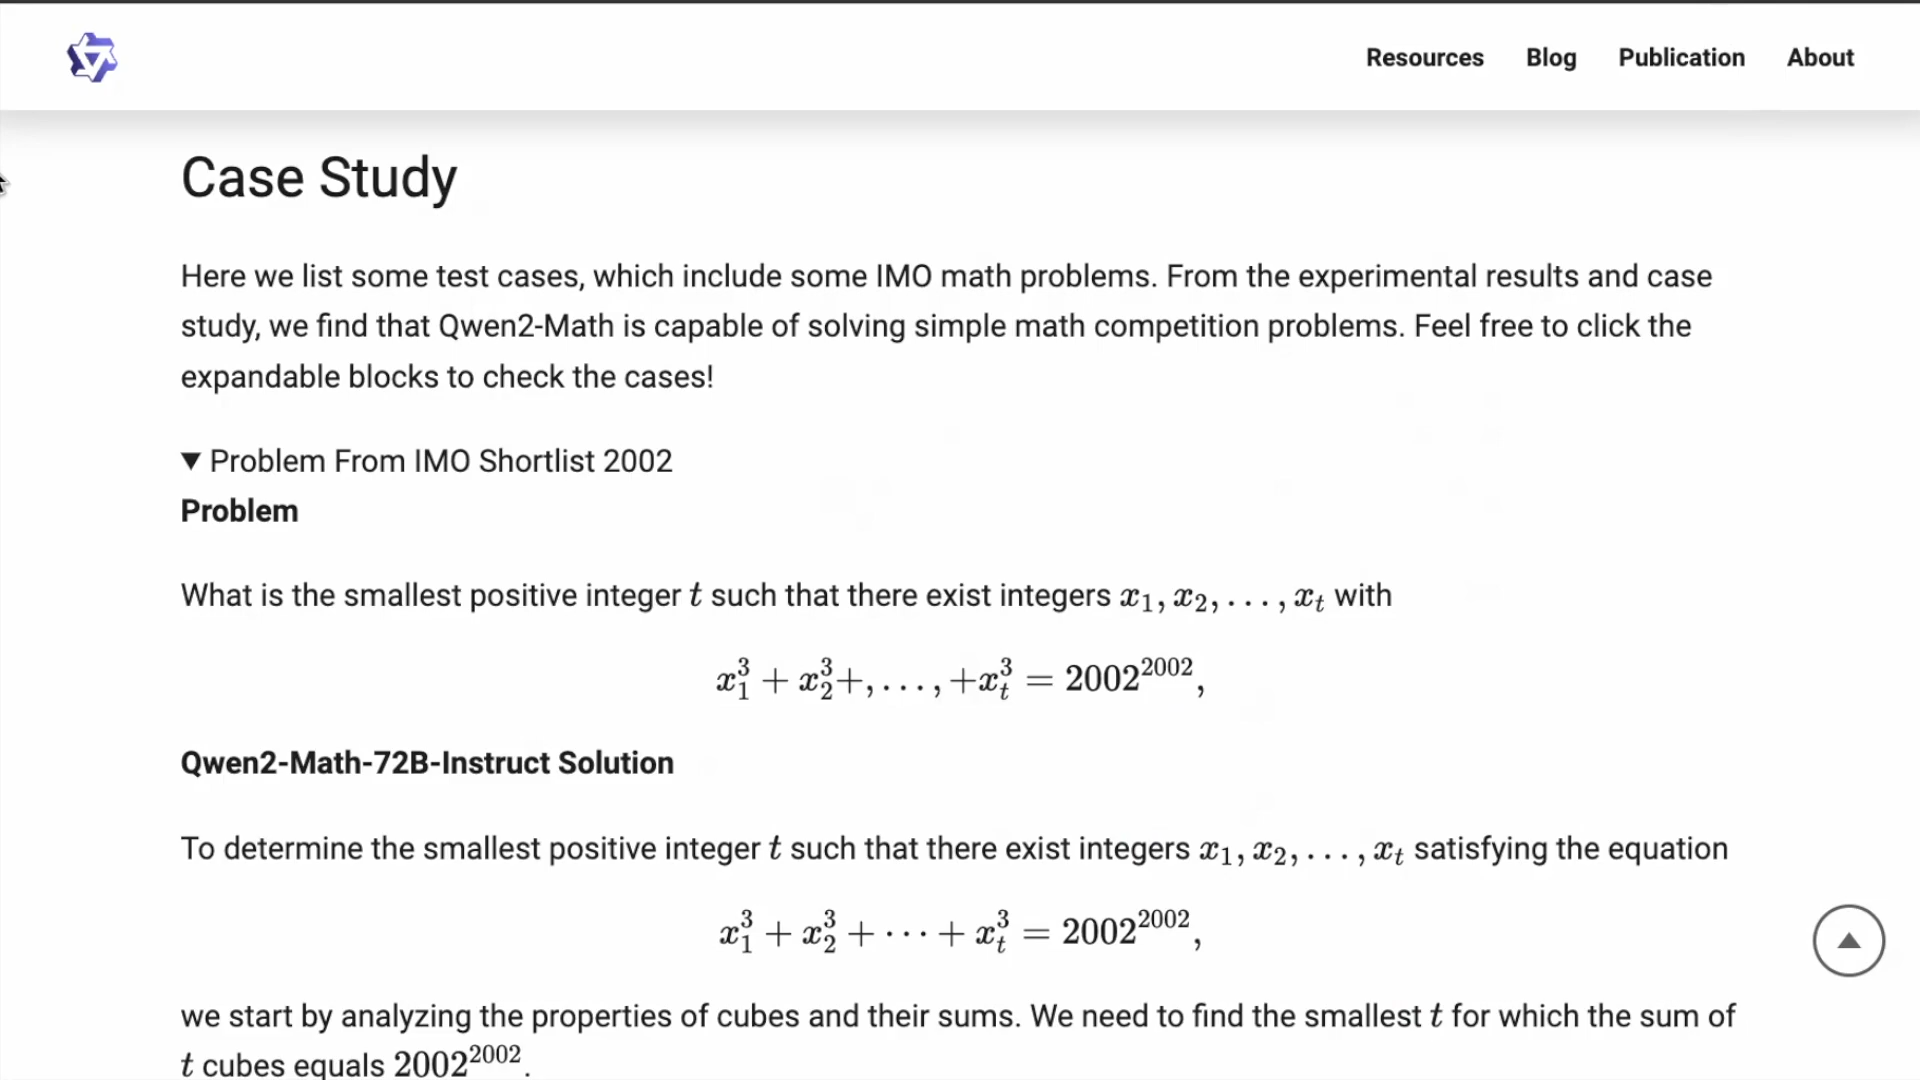 Resources Blog Publication About
Case Study
Here we list some test cases, which include some IMO math problems. From the experimental results and case
study, we find that Qwen2-Math is capable of solving simple math competition problems. Feel free to click the
expandable blocks to check the cases!
▼ Problem From IMO Shortlist 2002
Problem
What is the smallest positive integer t such that there exist integers x₁, x₂, . . . , xₜ with
x₁³ + x₂³+, . . . , +xₜ³ = 2002²⁰⁰²,
Qwen2-Math-72B-Instruct Solution
To determine the smallest positive integer t such that there exist integers x₁, x₂, . . . , xₜ satisfying the equation
x₁³ + x₂³ + ⋯ + xₜ³ = 2002²⁰⁰²,
we start by analyzing the properties of cubes and their sums. We need to find the smallest t for which the sum of
t cubes equals 2002²⁰⁰².